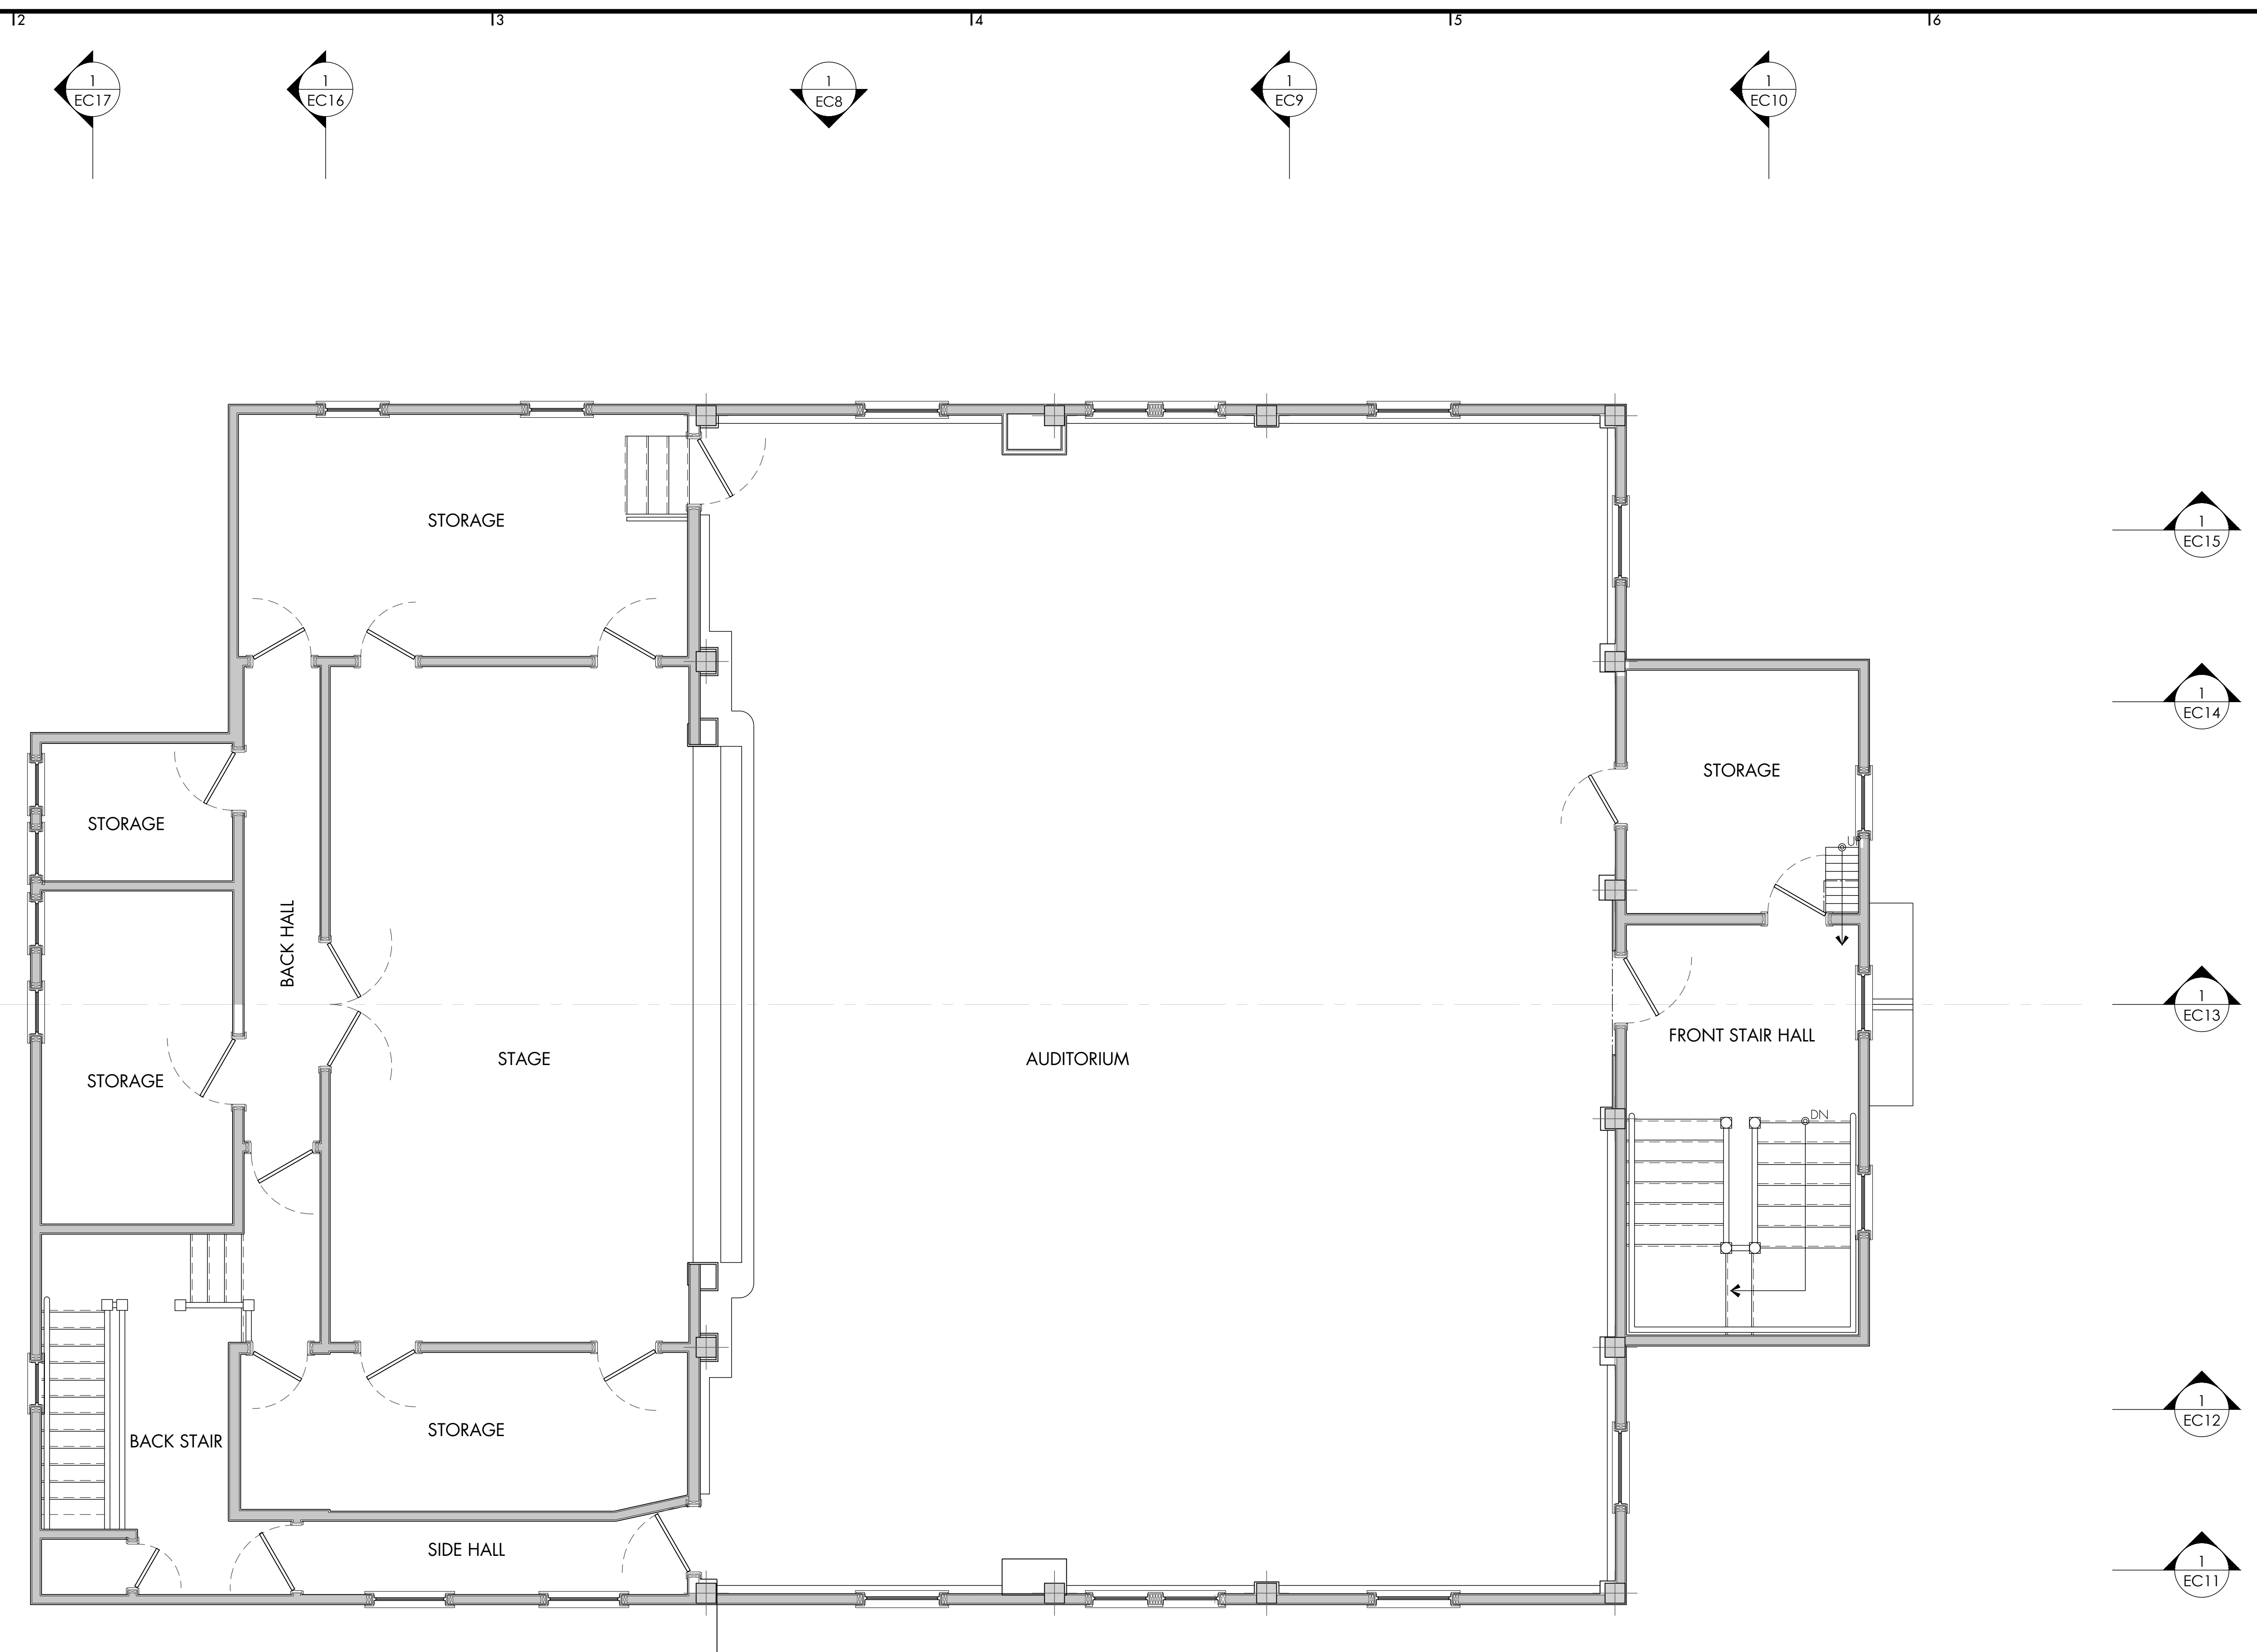 2
3
4
5
6
1
EC17
1
EC16
1
EC8
1
EC9
1
EC10
STORAGE
1
EC15
1
EC14
STORAGE
STORAGE
UP
BACK HALL
1
EC13
FRONT STAIR HALL
STAGE
AUDITORIUM
STORAGE
DN
1
EC12
STORAGE
BACK STAIR
SIDE HALL
1
EC11